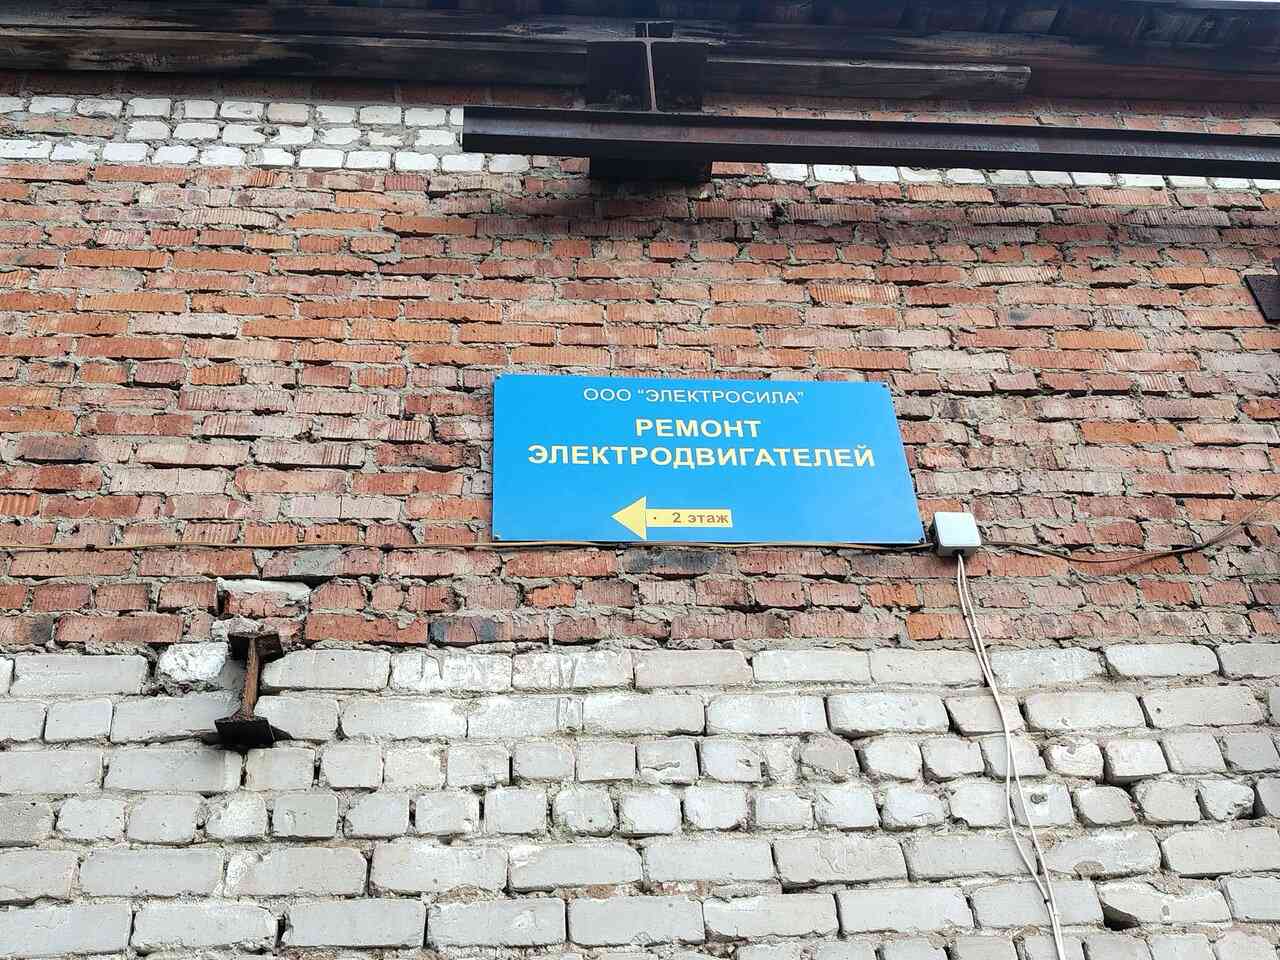 ООО "ЭЛЕКТРОСИЛА"
РЕМОНТ
ЭЛЕКТРОДВИГАТЕЛЕЙ
2 этаж